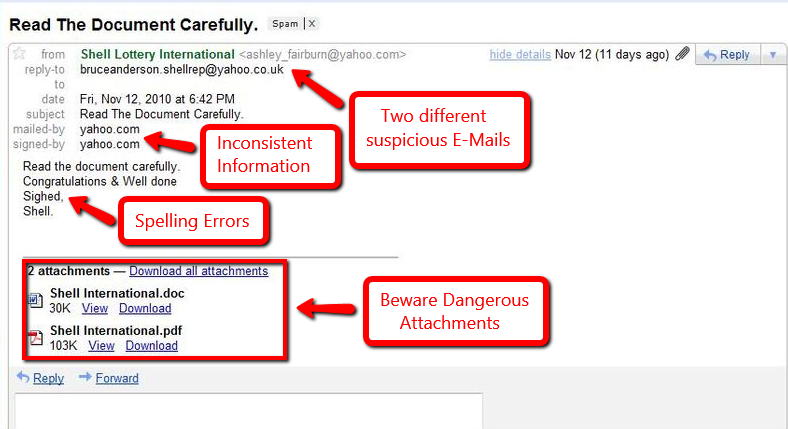 Read The Document Carefully. Spam | X
from Shell Lottery International <ashley_fairburn@yahoo.com> hide details Nov 12 (11 days ago) Reply
reply-to bruceanderson.shellrep@yahoo.co.uk
to
date Fri, Nov 12, 2010 at 6:42 PM
subject Read The Document Carefully.
mailed-by yahoo.com
signed-by yahoo.com
Two different
suspicious E-Mails
Inconsistent
Information
Read the document carefully.
Congratulations & Well done
Sighed,
Shell.
Spelling Errors
2 attachments — Download all attachments
Shell International.doc
30K View Download
Shell International.pdf
103K View Download
Beware Dangerous
Attachments
Reply Forward